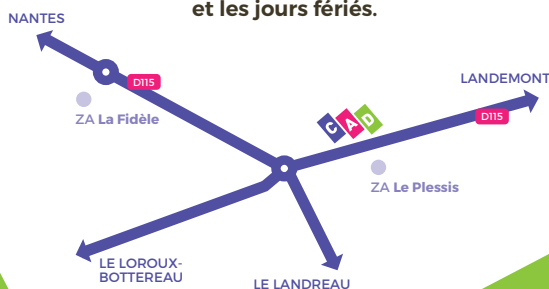 et les jours fériés.
NANTES
D115
ZA La Fidèle
LANDEMONT
D115
CAD
ZA Le Plessis
LE LOROUX-
BOTTEREAU
LE LANDREAU